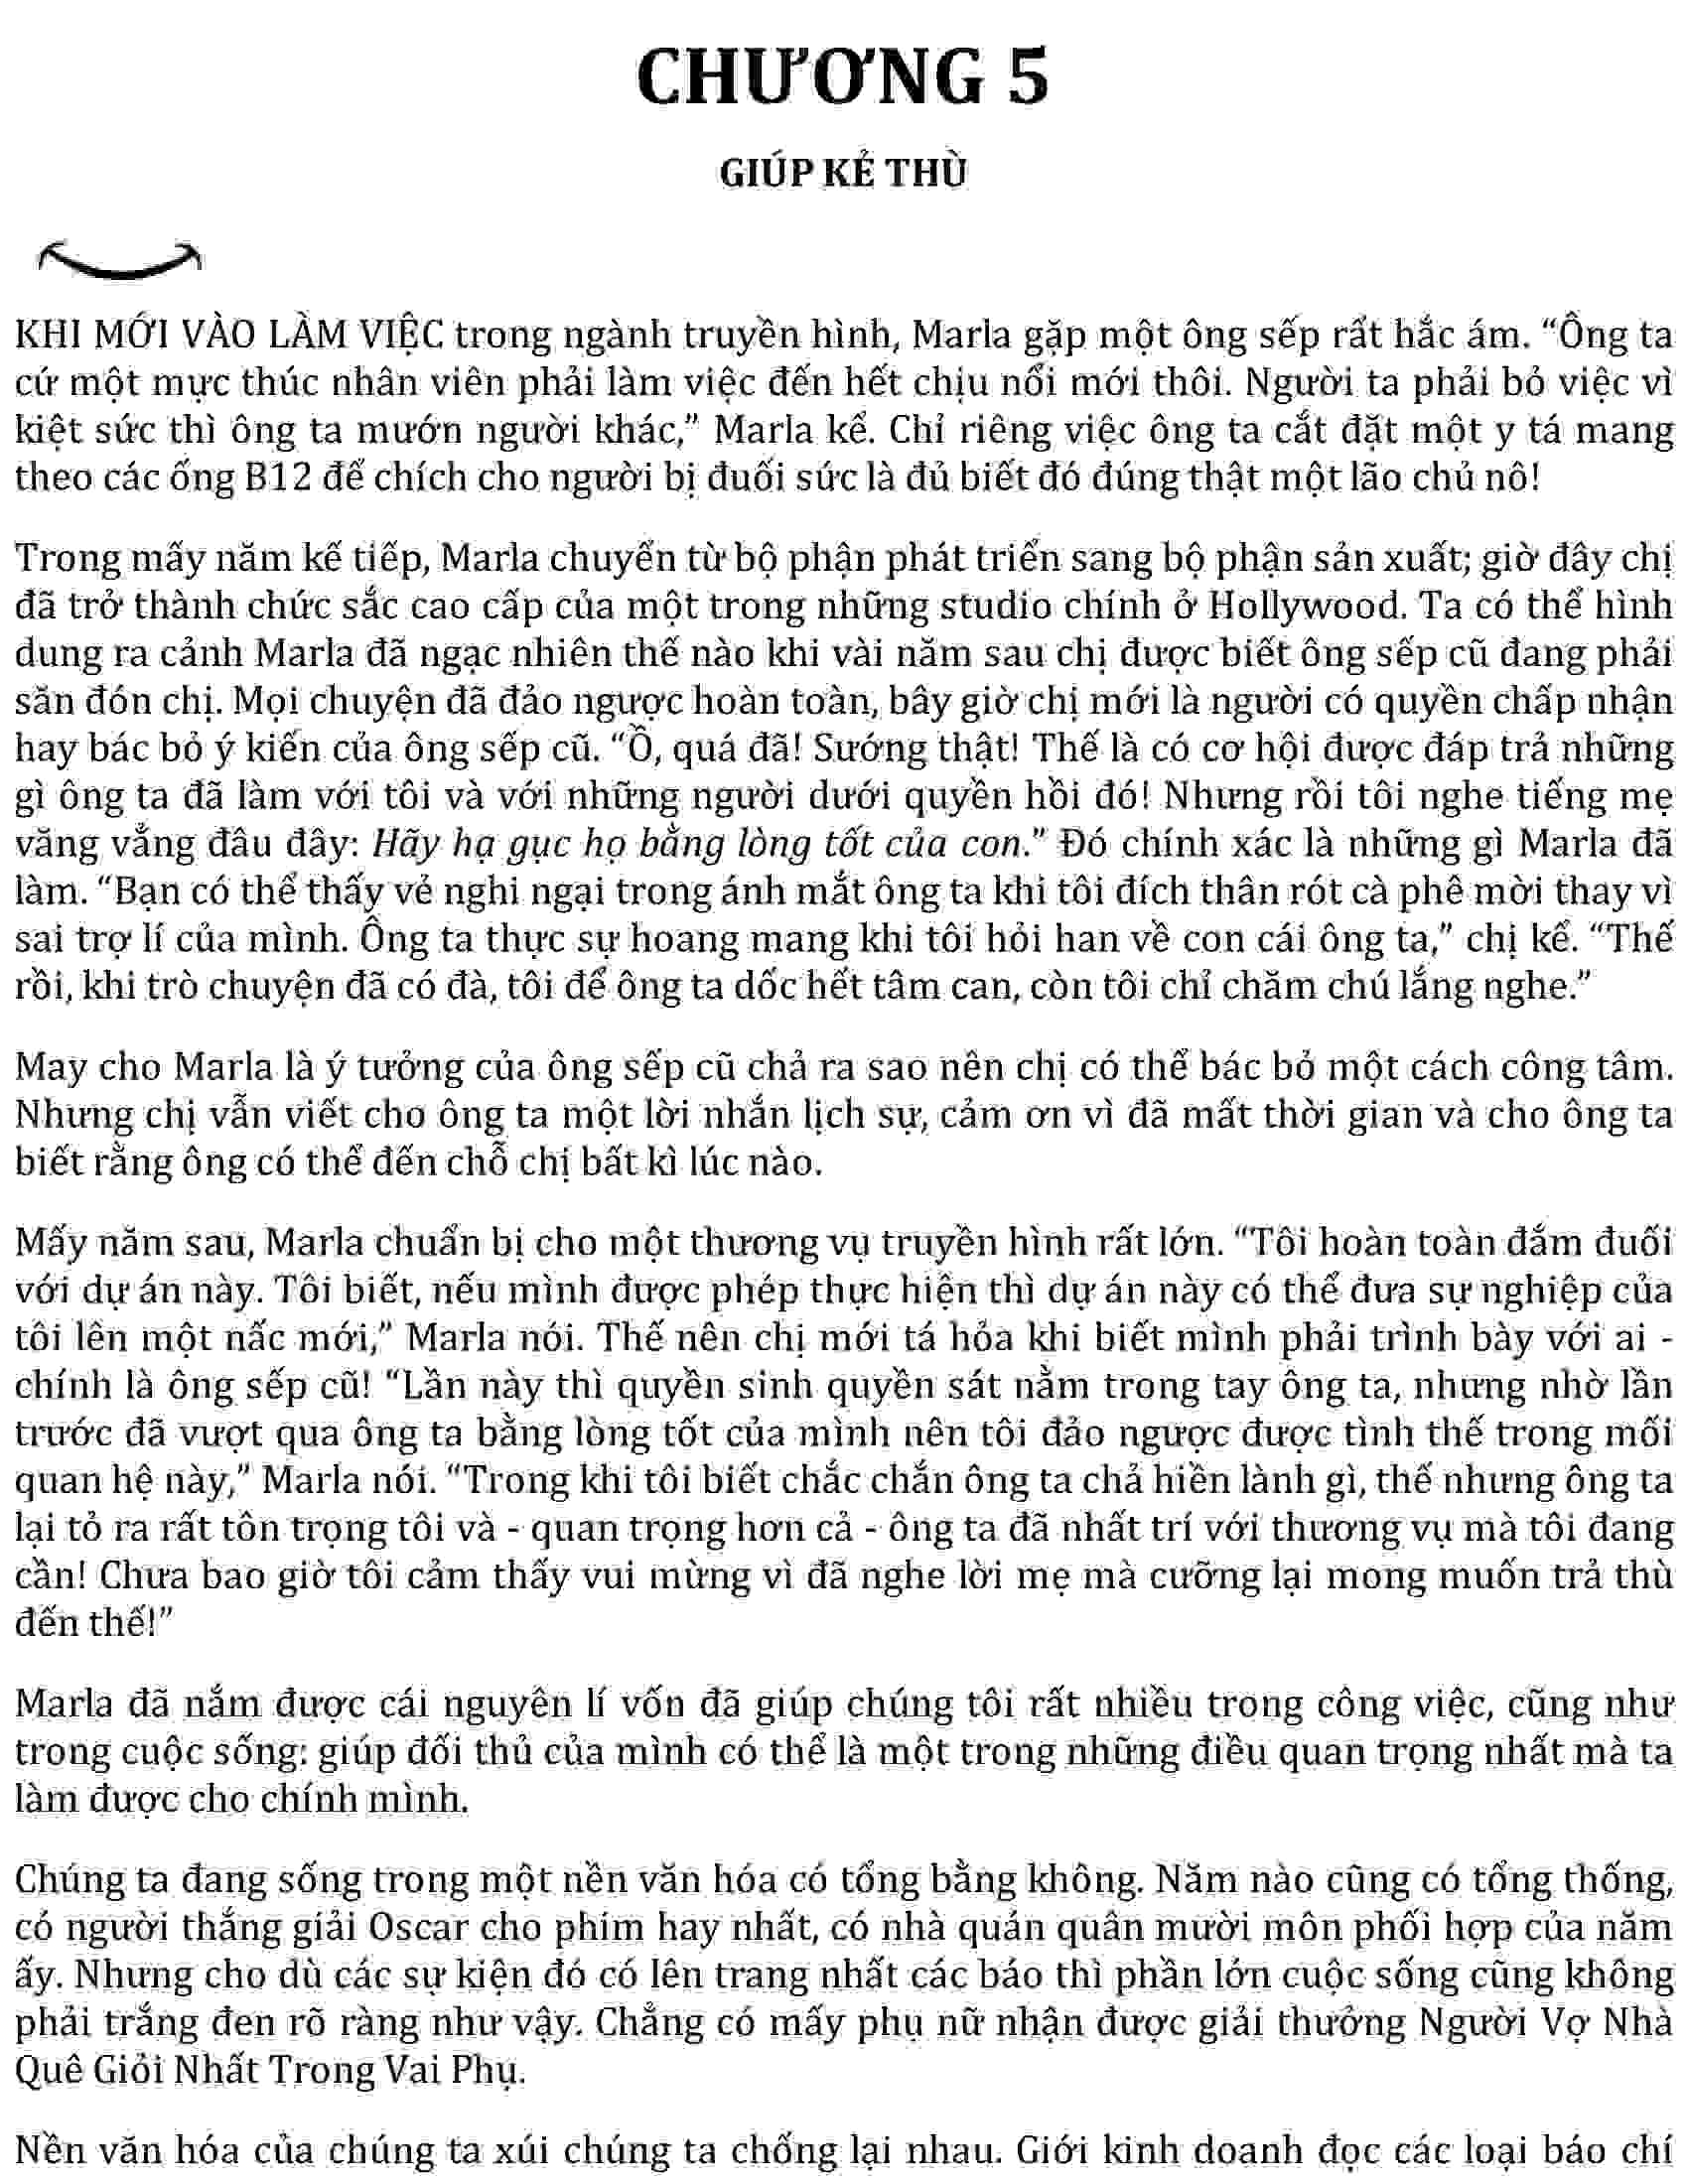 CHƯƠNG 5
GIÚP KẺ THÙ
KHI MỚI VÀO LÀM VIỆC trong ngành truyền hình, Marla gặp một ông sếp rất hắc ám. “Ông ta
cứ một mực thúc nhân viên phải làm việc đến hết chịu nổi mới thôi. Người ta phải bỏ việc vì
kiệt sức thì ông ta mướn người khác,” Marla kể. Chỉ riêng việc ông ta cắt đặt một y tá mang
theo các ống B12 để chích cho người bị đuối sức là đủ biết đó đúng thật một lão chủ nô!
Trong mấy năm kế tiếp, Marla chuyển từ bộ phận phát triển sang bộ phận sản xuất; giờ đây chị
đã trở thành chức sắc cao cấp của một trong những studio chính ở Hollywood. Ta có thể hình
dung ra cảnh Marla đã ngạc nhiên thế nào khi vài năm sau chị được biết ông sếp cũ đang phải
săn đón chị. Mọi chuyện đã đảo ngược hoàn toàn, bây giờ chị mới là người có quyền chấp nhận
hay bác bỏ ý kiến của ông sếp cũ. “Ồ, quá đã! Sướng thật! Thế là có cơ hội được đáp trả những
gì ông ta đã làm với tôi và với những người dưới quyền hồi đó! Nhưng rồi tôi nghe tiếng mẹ
văng vẳng đâu đây: Hãy hạ gục họ bằng lòng tốt của con.” Đó chính xác là những gì Marla đã
làm. “Bạn có thể thấy vẻ nghi ngại trong ánh mắt ông ta khi tôi đích thân rót cà phê mời thay vì
sai trợ lí của mình. Ông ta thực sự hoang mang khi tôi hỏi han về con cái ông ta,” chị kể. “Thế
rồi, khi trò chuyện đã có đà, tôi để ông ta dốc hết tâm can, còn tôi chỉ chăm chú lắng nghe.”
May cho Marla là ý tưởng của ông sếp cũ chả ra sao nên chị có thể bác bỏ một cách công tâm.
Nhưng chị vẫn viết cho ông ta một lời nhắn lịch sự, cảm ơn vì đã mất thời gian và cho ông ta
biết rằng ông có thể đến chỗ chị bất kì lúc nào.
Mấy năm sau, Marla chuẩn bị cho một thương vụ truyền hình rất lớn. “Tôi hoàn toàn đắm đuối
với dự án này. Tôi biết, nếu mình được phép thực hiện thì dự án này có thể đưa sự nghiệp của
tôi lên một nấc mới,” Marla nói. Thế nên chị mới tá hỏa khi biết mình phải trình bày với ai -
chính là ông sếp cũ! “Lần này thì quyền sinh quyền sát nằm trong tay ông ta, nhưng nhờ lần
trước đã vượt qua ông ta bằng lòng tốt của mình nên tôi đảo ngược được tình thế trong mối
quan hệ này,” Marla nói. “Trong khi tôi biết chắc chắn ông ta chả hiền lành gì, thế nhưng ông ta
lại tỏ ra rất tôn trọng tôi và - quan trọng hơn cả - ông ta đã nhất trí với thương vụ mà tôi đang
cần! Chưa bao giờ tôi cảm thấy vui mừng vì đã nghe lời mẹ mà cưỡng lại mong muốn trả thù
đến thế!”
Marla đã nắm được cái nguyên lí vốn đã giúp chúng tôi rất nhiều trong công việc, cũng như
trong cuộc sống: giúp đối thủ của mình có thể là một trong những điều quan trọng nhất mà ta
làm được cho chính mình.
Chúng ta đang sống trong một nền văn hóa có tổng bằng không. Năm nào cũng có tổng thống,
có người thắng giải Oscar cho phim hay nhất, có nhà quán quân mười môn phối hợp của năm
ấy. Nhưng cho dù các sự kiện đó có lên trang nhất các báo thì phần lớn cuộc sống cũng không
phải trắng đen rõ ràng như vậy. Chẳng có mấy phụ nữ nhận được giải thưởng Người Vợ Nhà
Quê Giỏi Nhất Trong Vai Phụ.
Nền văn hóa của chúng ta xúi chúng ta chống lại nhau. Giới kinh doanh đọc các loại báo chí